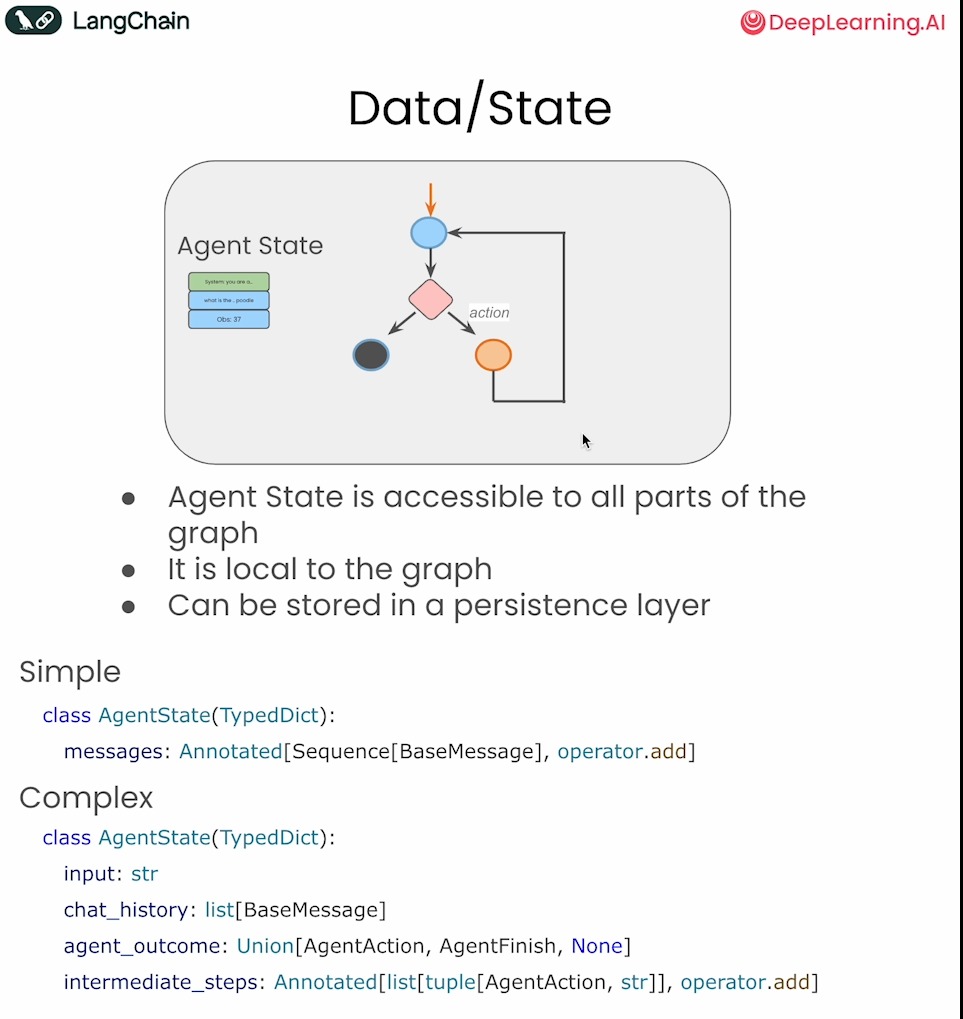 LangChain
DeepLearning.AI
Data/State
Agent State
System: you are a..
what is the .. poodle
Obs: 37
action
● Agent State is accessible to all parts of the
graph
● It is local to the graph
● Can be stored in a persistence layer
Simple
class AgentState(TypedDict):
messages: Annotated[Sequence[BaseMessage], operator.add]
Complex
class AgentState(TypedDict):
input: str
chat_history: list[BaseMessage]
agent_outcome: Union[AgentAction, AgentFinish, None]
intermediate_steps: Annotated[list[tuple[AgentAction, str]], operator.add]